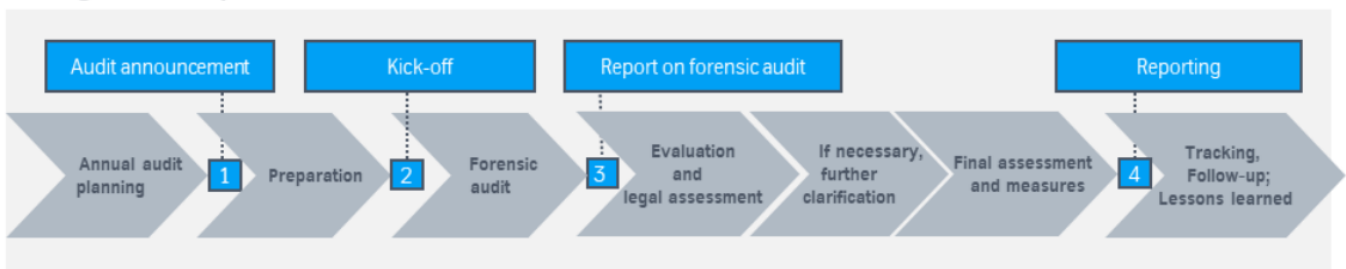 Audit announcement
Kick-off
Report on forensic audit
Reporting
Annual audit
planning
1
Preparation
2
Forensic
audit
3
Evaluation
and
legal assessment
If necessary,
further
clarification
Final assessment
and measures
4
Tracking,
Follow-up;
Lessons learned